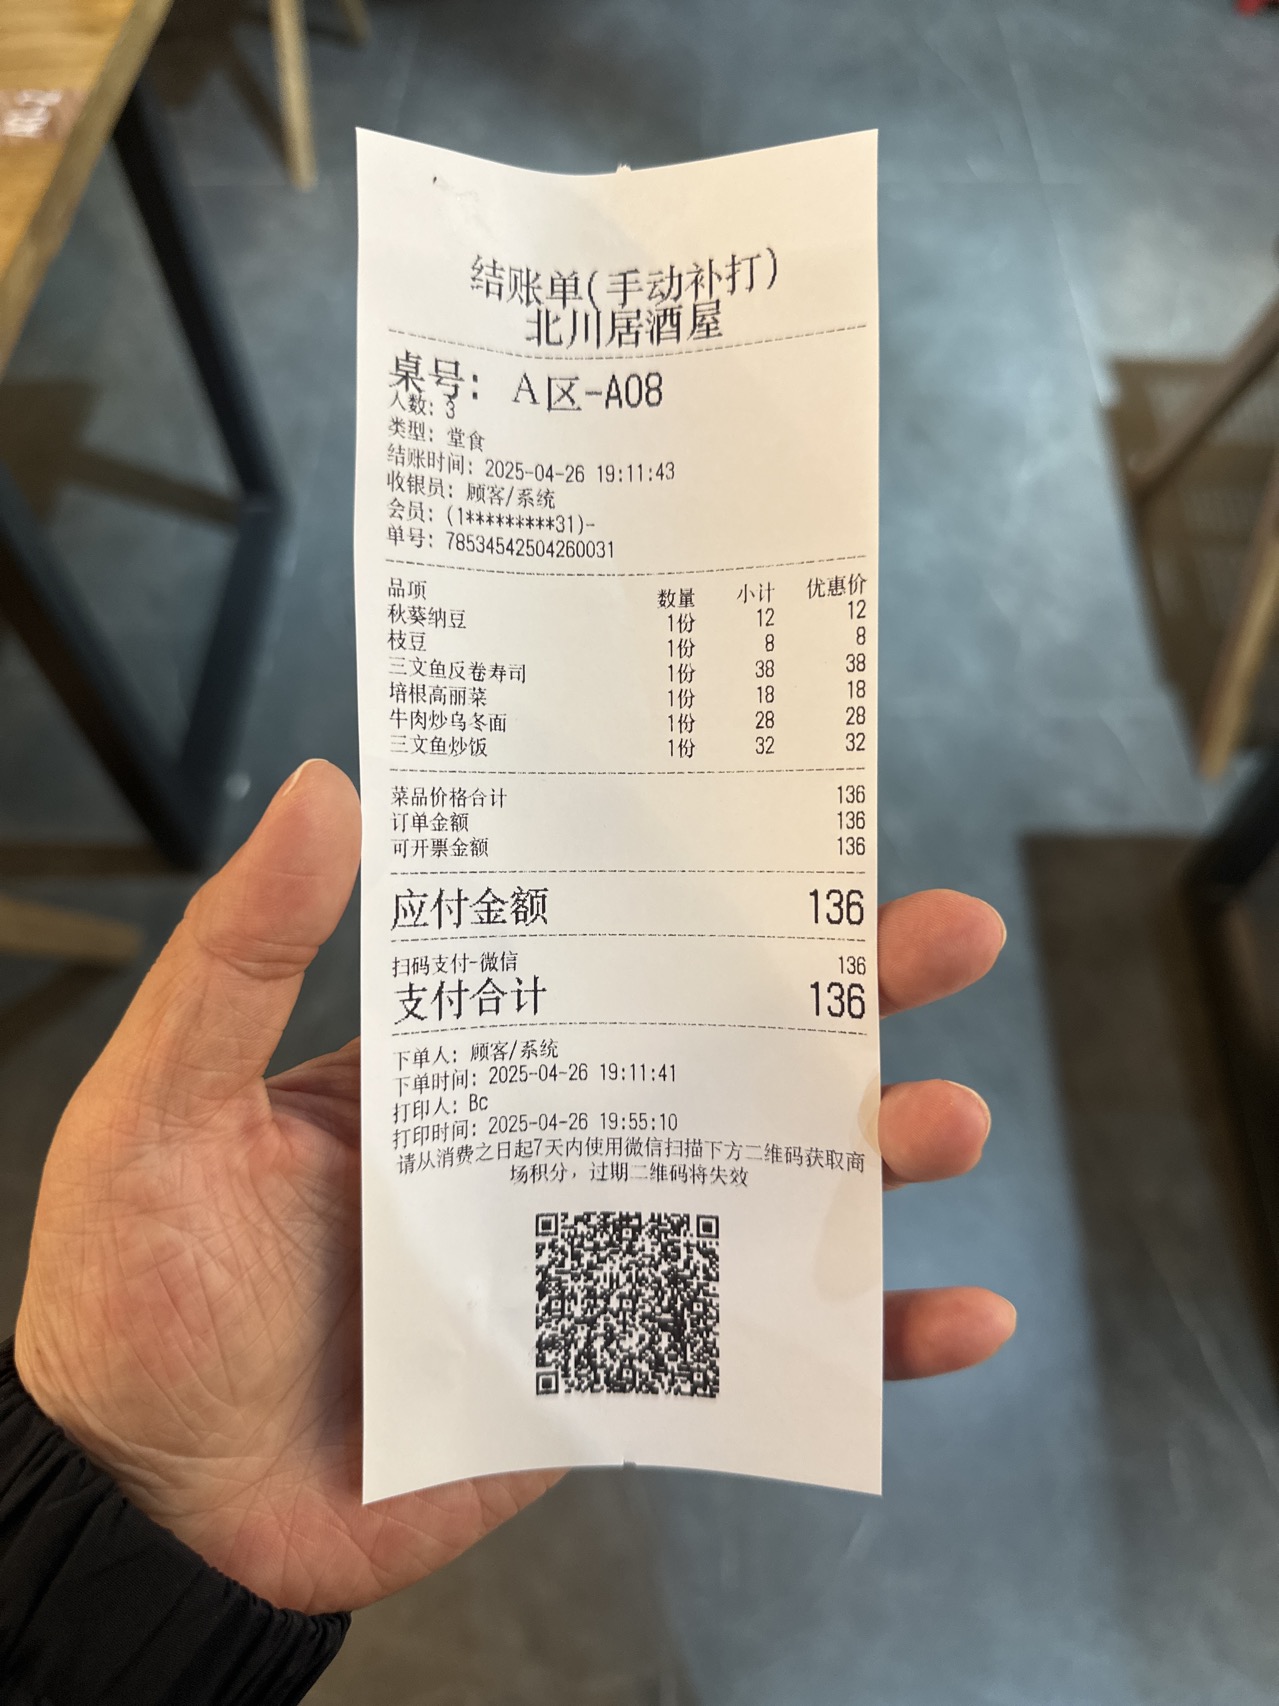 结账单(手动补打)
北川居酒屋
桌号: A区-A08
人数: 3
类型: 堂食
结账时间: 2025-04-26 19:11:43
收银员: 顾客/系统
会员: (1*********31)-
单号: 78534542504260031
品项 数量 小计 优惠价
秋葵纳豆 1份 12 12
枝豆 1份 8 8
三文鱼反卷寿司 1份 38 38
培根高丽菜 1份 18 18
牛肉炒乌冬面 1份 28 28
三文鱼炒饭 1份 32 32
菜品价格合计 136
订单金额 136
可开票金额 136
应付金额 136
扫码支付-微信 136
支付合计 136
下单人: 顾客/系统
下单时间: 2025-04-26 19:11:41
打印人: Bc
打印时间: 2025-04-26 19:55:10
请从消费之日起7天内使用微信扫描下方二维码获取商
场积分，过期二维码将失效